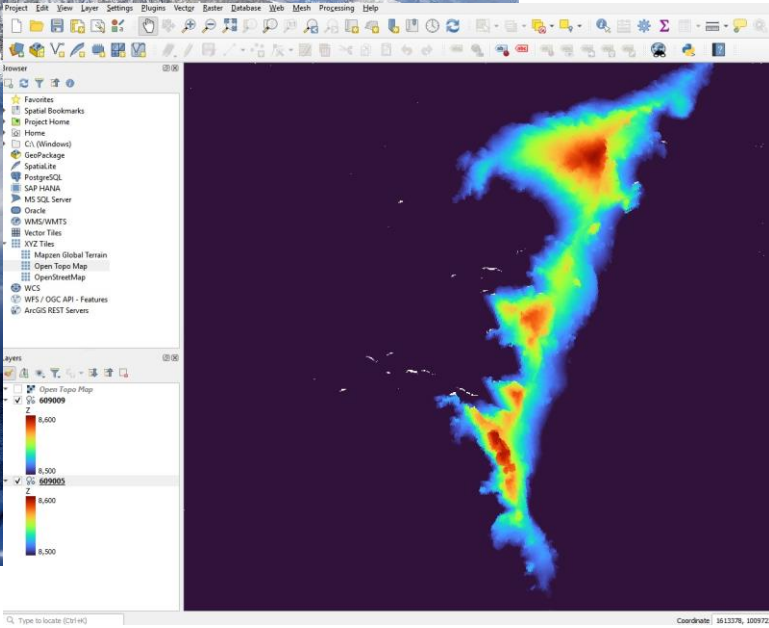 Project Edit View Layer Settings Plugins Vector Raster Database Web Mesh Processing Help
Browser
Favorites
Spatial Bookmarks
Project Home
Home
C:\ (Windows)
GeoPackage
SpatiaLite
PostgreSQL
SAP HANA
MS SQL Server
Oracle
WMS/WMTS
Vector Tiles
XYZ Tiles
Mapzen Global Terrain
Open Topo Map
OpenStreetMap
WCS
WFS / OGC API - Features
ArcGIS REST Servers
Layers
Open Topo Map
609009
Z
8,600
8,500
609005
Z
8,600
8,500
Type to locate (Ctrl+K)
Coordinate 1613378, 100972